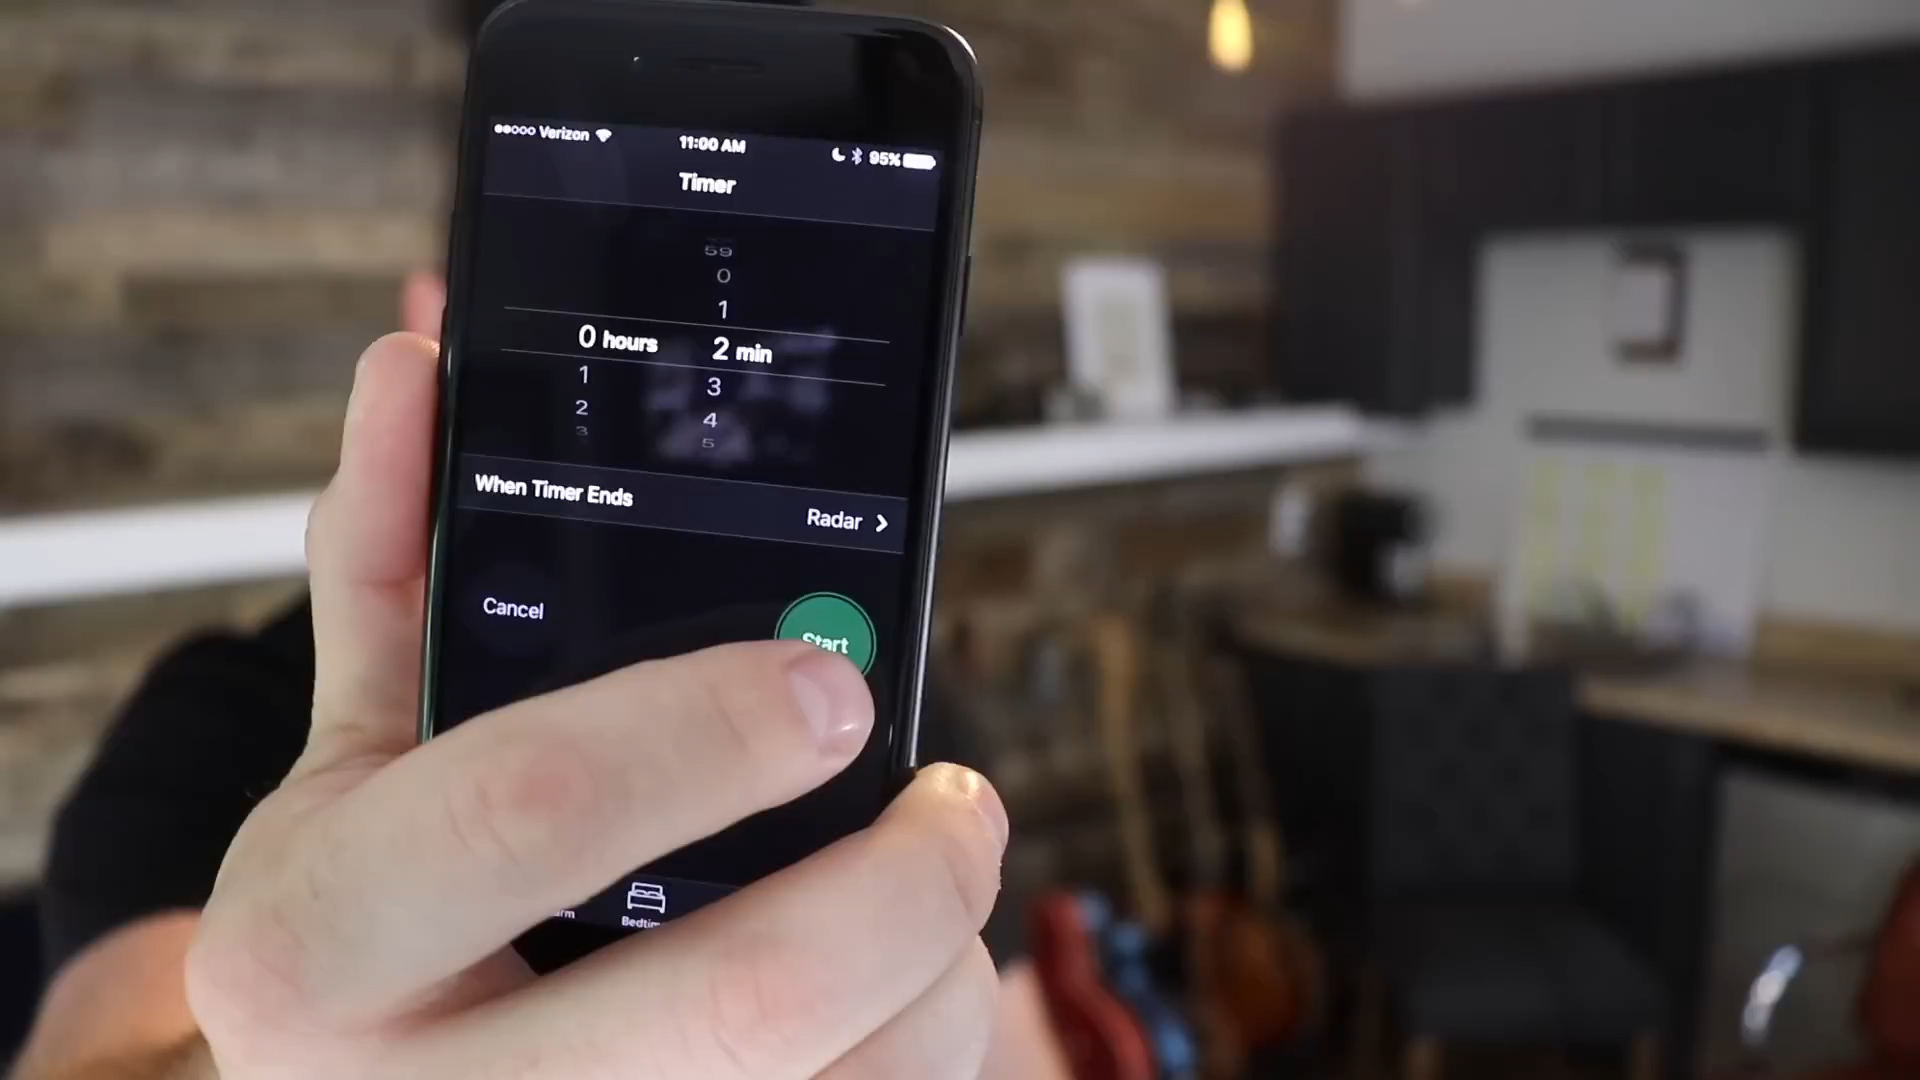 Verizon
11:00 AM
95%
Timer
59
0
1
0 hours 2 min
1 3
2 4
3 5
When Timer Ends
Radar
Cancel
Start